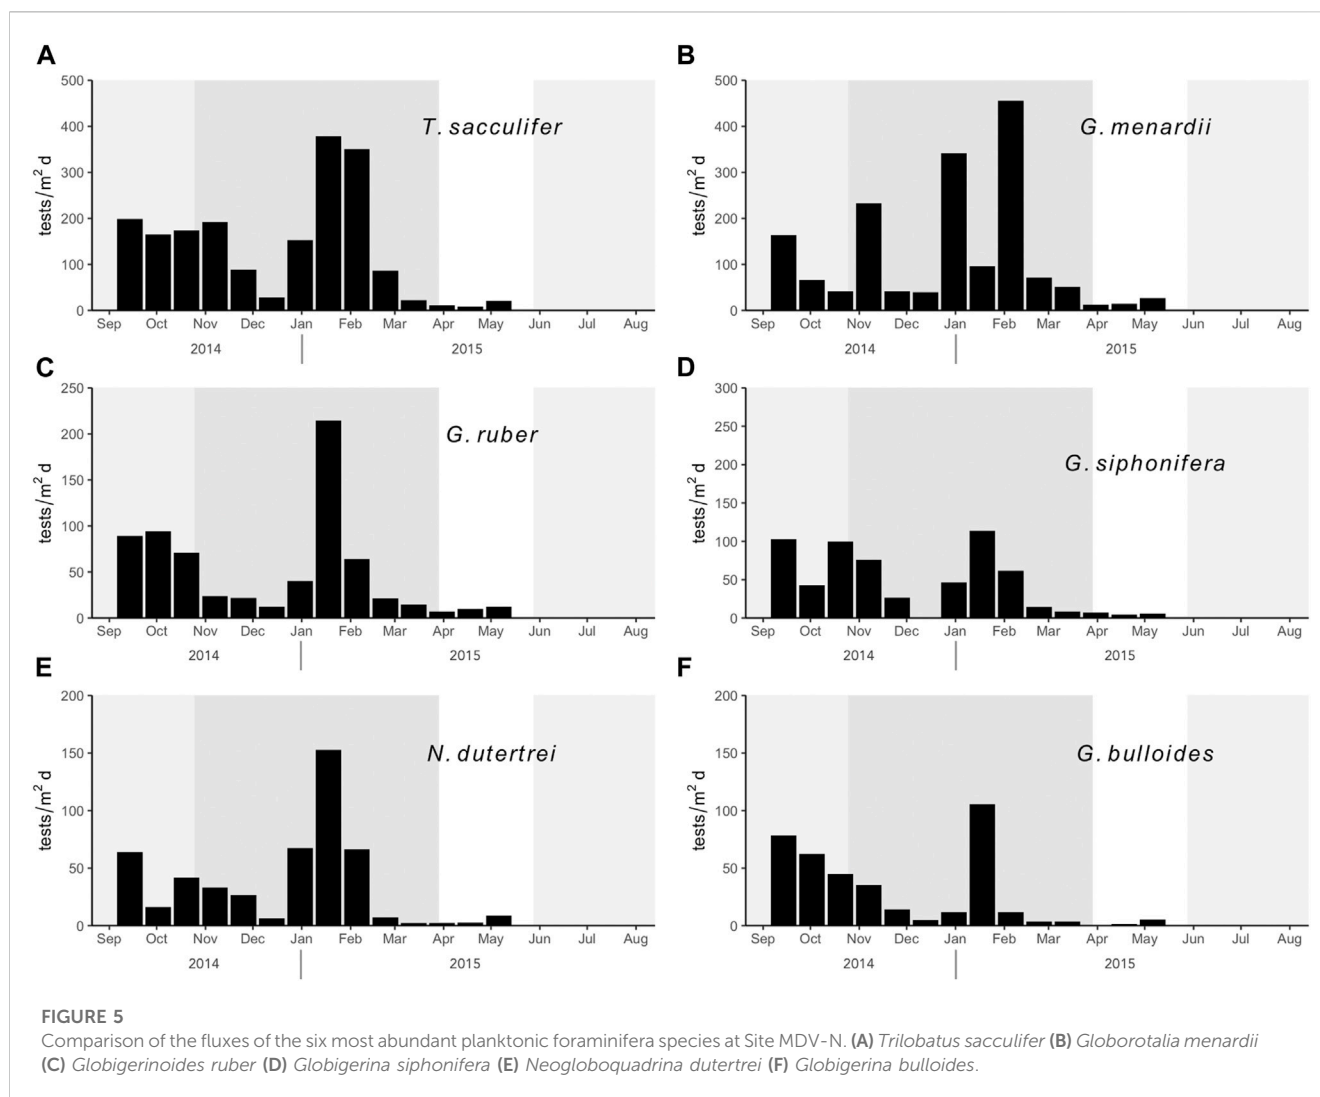 A
B
500
400
300
200
100
0
tests/m² d
T. sacculifer
Sep Oct Nov Dec Jan Feb Mar Apr May Jun Jul Aug
2014 2015
500
400
300
200
100
0
tests/m² d
G. menardii
Sep Oct Nov Dec Jan Feb Mar Apr May Jun Jul Aug
2014 2015
C
D
250
200
150
100
50
0
tests/m² d
G. ruber
Sep Oct Nov Dec Jan Feb Mar Apr May Jun Jul Aug
2014 2015
300
250
200
150
100
50
0
tests/m² d
G. siphonifera
Sep Oct Nov Dec Jan Feb Mar Apr May Jun Jul Aug
2014 2015
E
F
200
150
100
50
0
tests/m² d
N. dutertrei
Sep Oct Nov Dec Jan Feb Mar Apr May Jun Jul Aug
2014 2015
200
150
100
50
0
tests/m² d
G. bulloides
Sep Oct Nov Dec Jan Feb Mar Apr May Jun Jul Aug
2014 2015
FIGURE 5
Comparison of the fluxes of the six most abundant planktonic foraminifera species at Site MDV-N. (A) Trilobatus sacculifer (B) Globorotalia menardii
(C) Globigerinoides ruber (D) Globigerina siphonifera (E) Neogloboquadrina dutertrei (F) Globigerina bulloides.